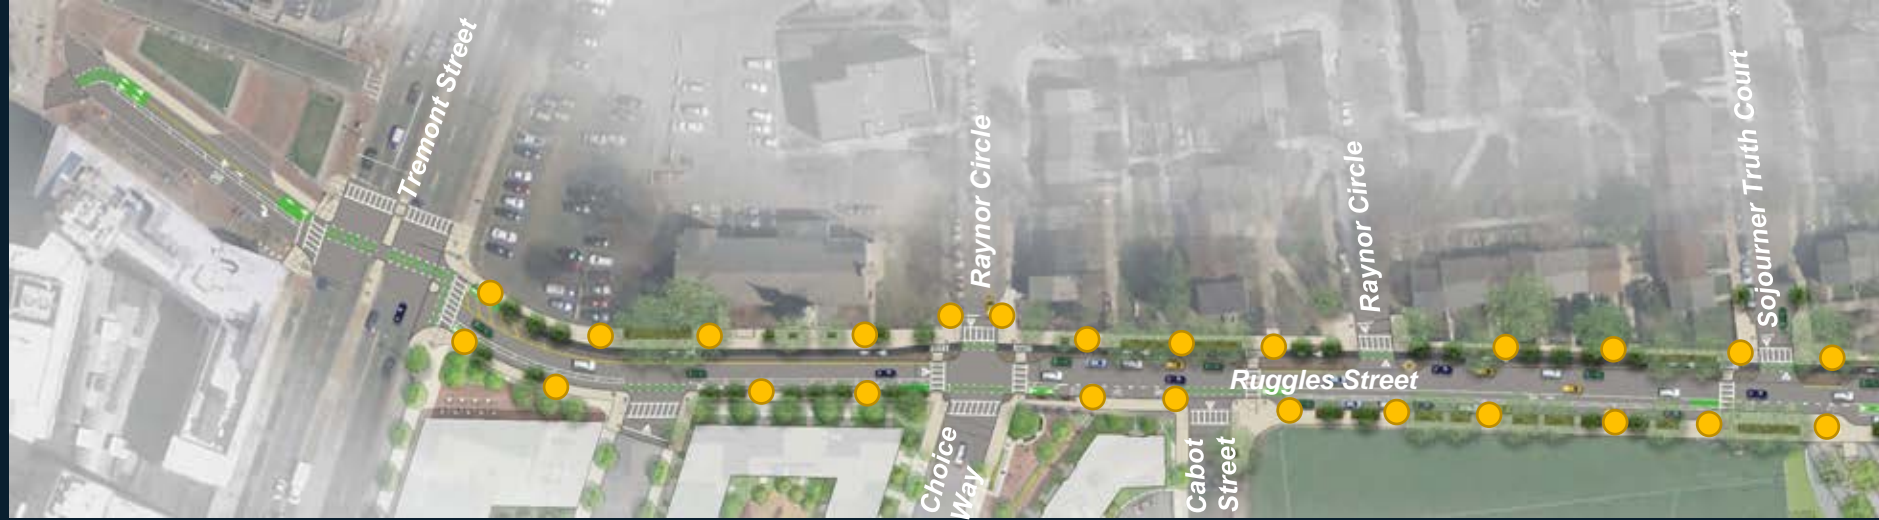 Tremont Street
Raynor Circle
Raynor Circle
Sojourner Truth Court
Ruggles Street
Choice
Way
Cabot
Street